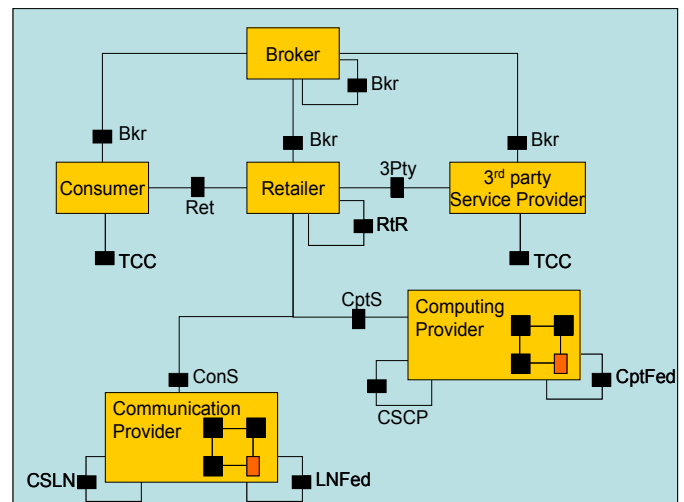 Broker
Bkr
Bkr
Bkr
Bkr
Consumer
Ret
Retailer
3Pty
3rd party
Service Provider
RtR
TCC
TCC
CptS
Computing
Provider
ConS
CSCP
CptFed
Communication
Provider
CSLN
LNFed